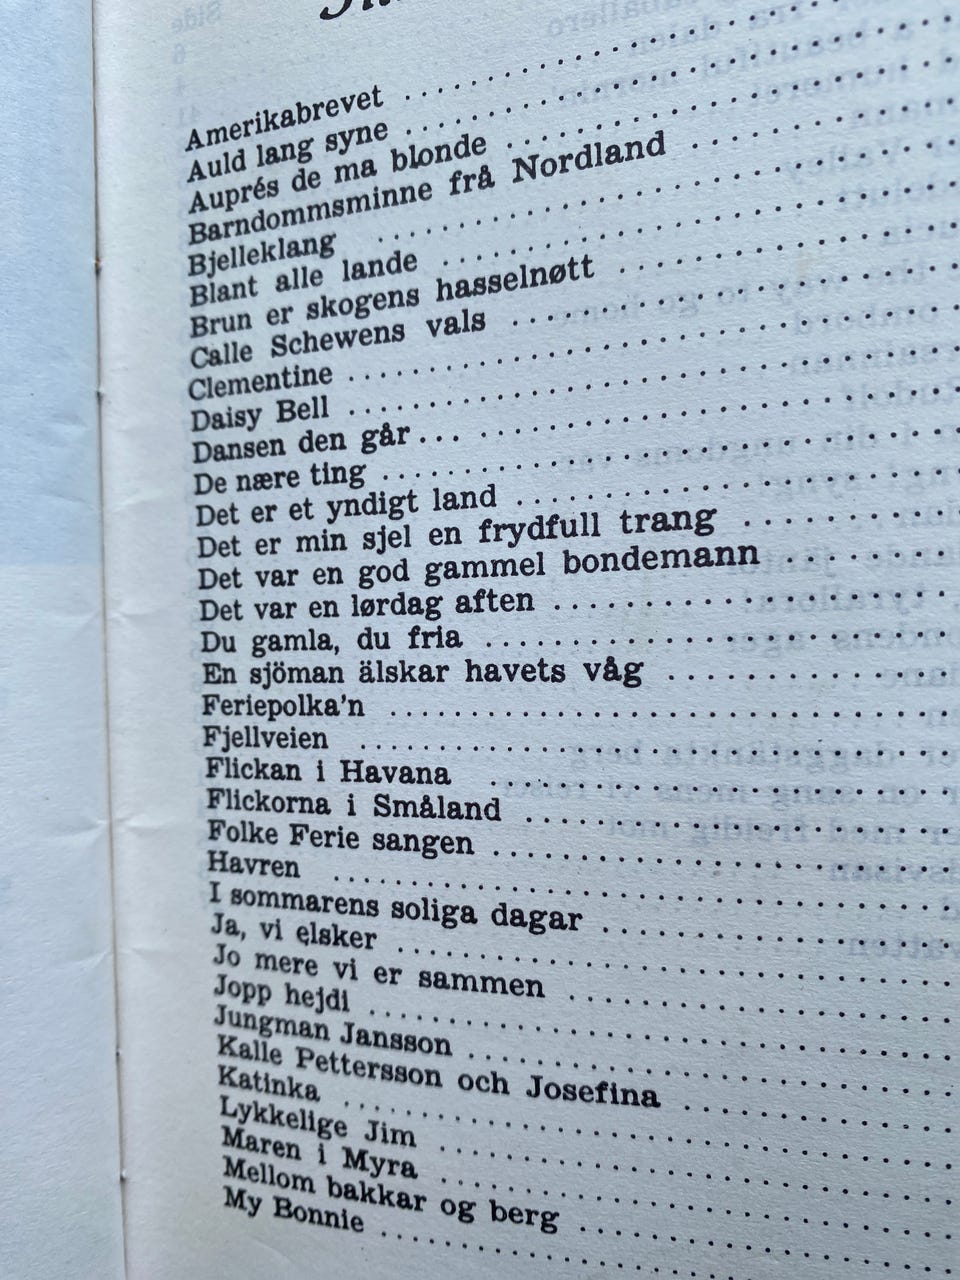 Amerikabrevet
Auld lang syne
Auprés de ma blonde
Barndommsminne frå Nordland
Bjelleklang
Blant alle lande
Brun er skogens hasselnøtt
Calle Schewens vals
Clementine
Daisy Bell
Dansen den går...
De nære ting
Det er et yndigt land
Det er min sjel en frydfull trang
Det var en god gammel bondemann
Det var en lørdag aften
Du gamla, du fria
En sjöman älskar havets våg
Feriepolka'n
Fjellveien
Flickan i Havana
Flickorna i Småland
Folke Ferie sangen
Havren
I sommarens soliga dagar
Ja, vi elsker
Jo mere vi er sammen
Jopp hejdi
Jungman Jansson
Kalle Pettersson och Josefina
Katinka
Lykkelige Jim
Maren i Myra
Mellom bakkar og berg
My Bonnie